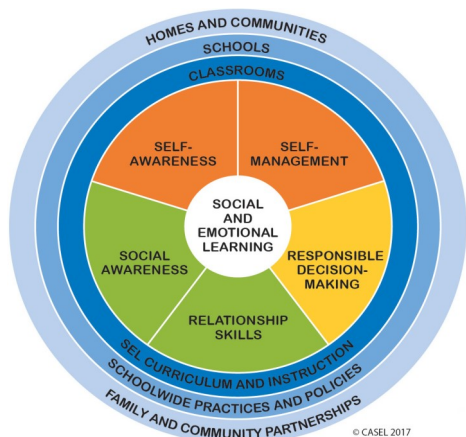 HOMES AND COMMUNITIES
SCHOOLS
CLASSROOMS
SELF-
AWARENESS
SELF-
MANAGEMENT
SOCIAL
AND
EMOTIONAL
LEARNING
SOCIAL
AWARENESS
RESPONSIBLE
DECISION-
MAKING
RELATIONSHIP
SKILLS
SEL CURRICULUM AND INSTRUCTION
SCHOOLWIDE PRACTICES AND POLICIES
FAMILY AND COMMUNITY PARTNERSHIPS
© CASEL 2017